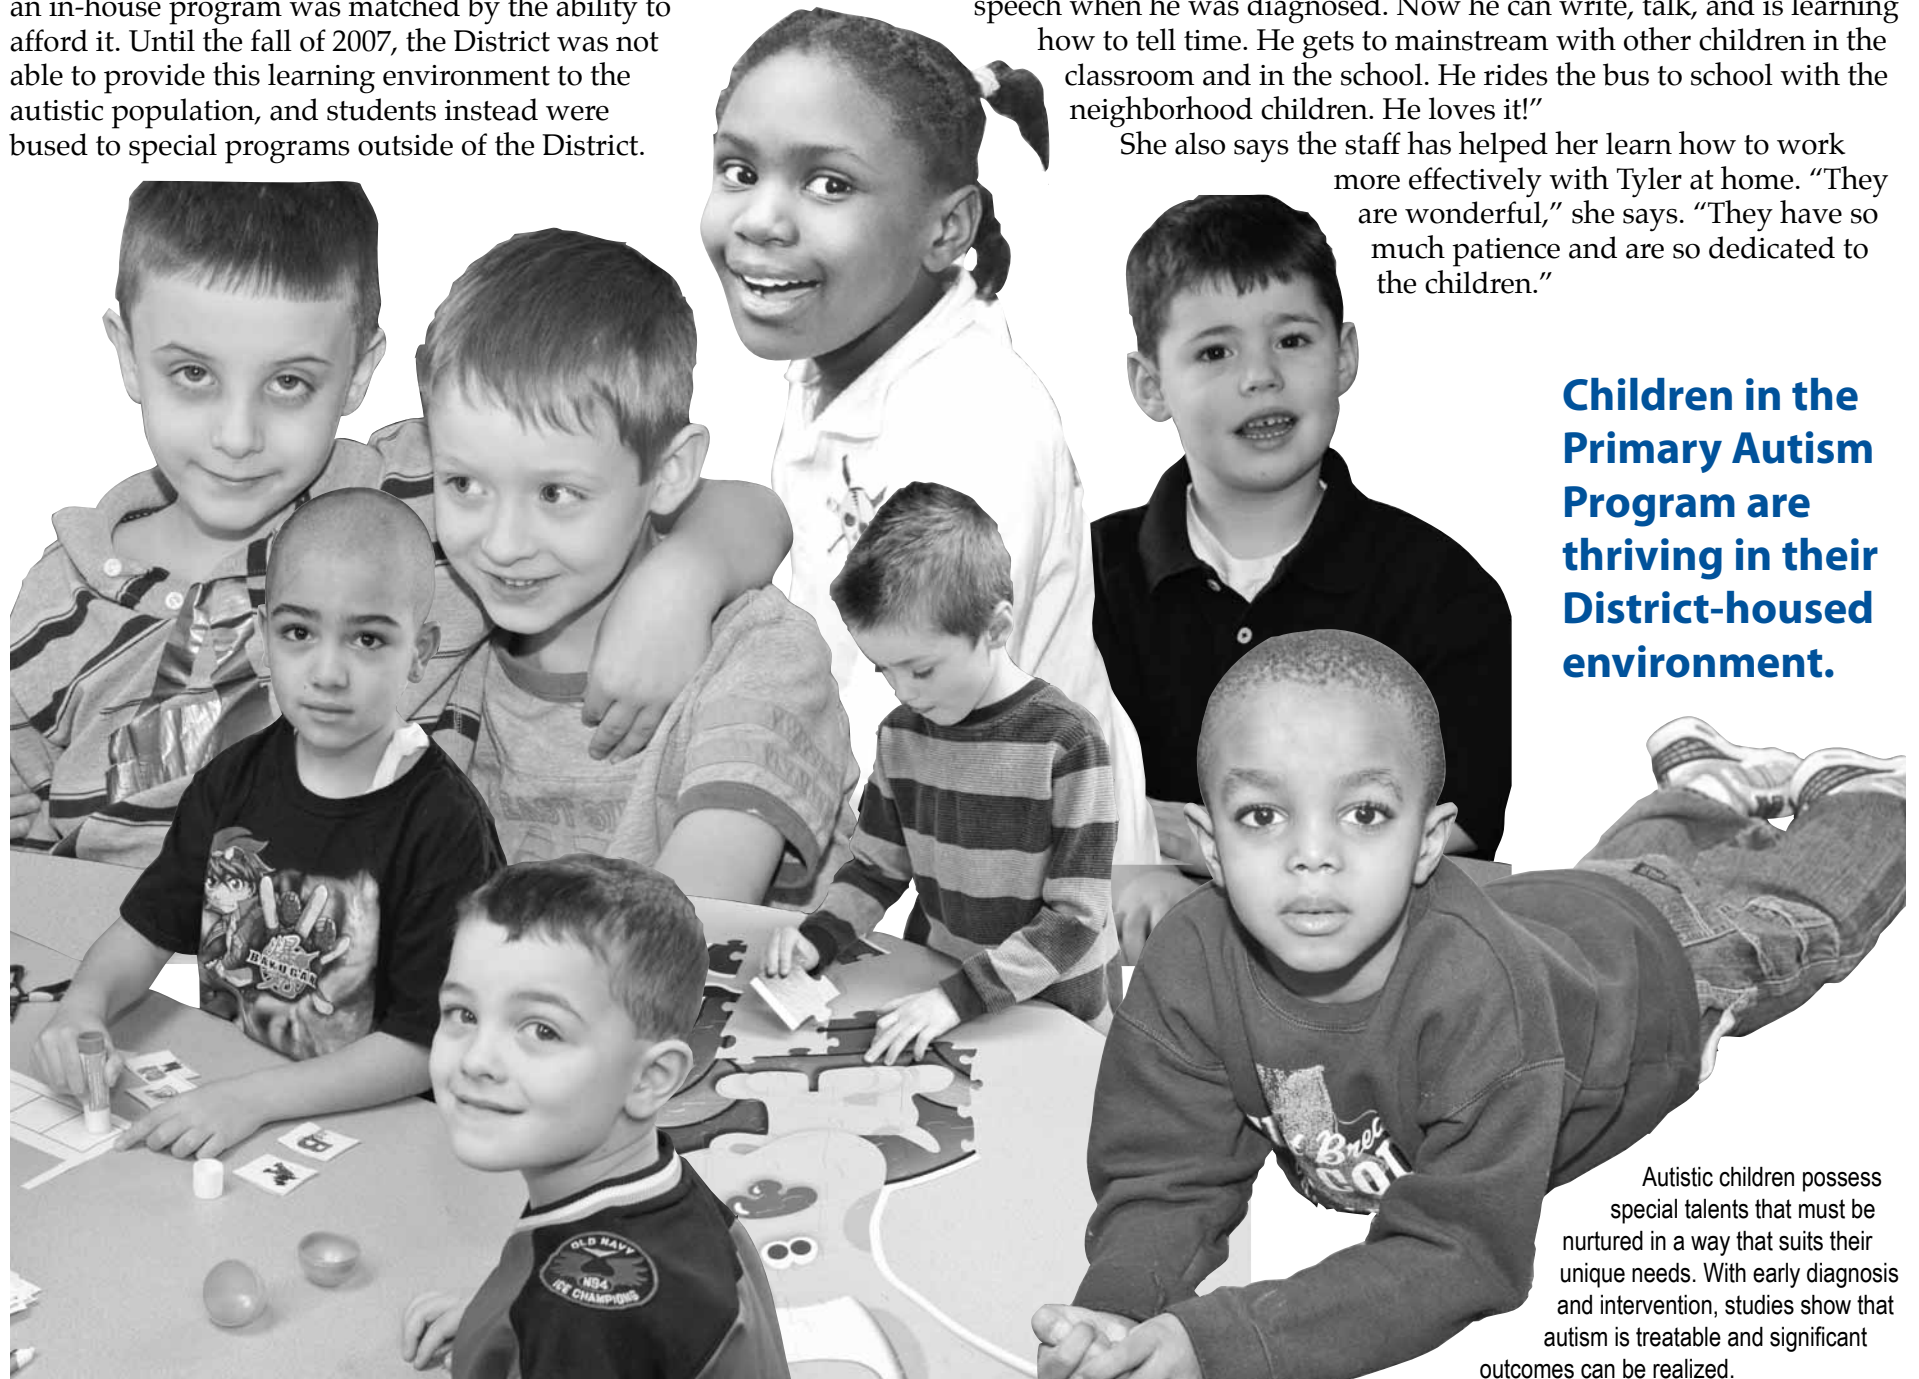 an in-house program was matched by the ability to
afford it. Until the fall of 2007, the District was not
able to provide this learning environment to the
autistic population, and students instead were
bused to special programs outside of the District.
speech when he was diagnosed. Now he can write, talk, and is learning
how to tell time. He gets to mainstream with other children in the
classroom and in the school. He rides the bus to school with the
neighborhood children. He loves it!”
She also says the staff has helped her learn how to work
more effectively with Tyler at home. “They
are wonderful,” she says. “They have so
much patience and are so dedicated to
the children.”
Children in the
Primary Autism
Program are
thriving in their
District-housed
environment.
BAKUGAN
B
OLD NAVY
N94
ICE CHAMPIONS
Autistic children possess
special talents that must be
nurtured in a way that suits their
unique needs. With early diagnosis
and intervention, studies show that
autism is treatable and significant
outcomes can be realized.